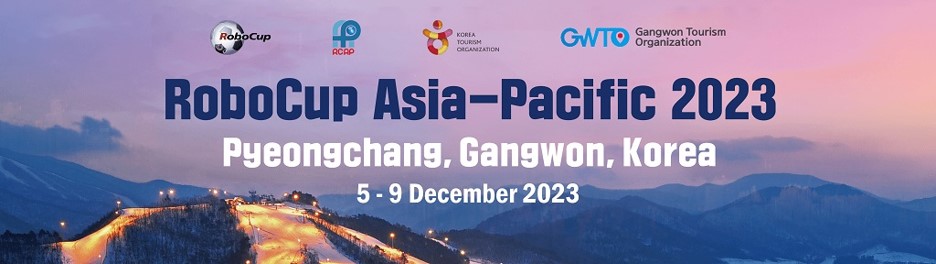 RoboCup
RCAP
KOREA
TOURISM
ORGANIZATION
GWTO
Gangwon Tourism
Organization
RoboCup Asia-Pacific 2023
Pyeongchang, Gangwon, Korea
5 - 9 December 2023